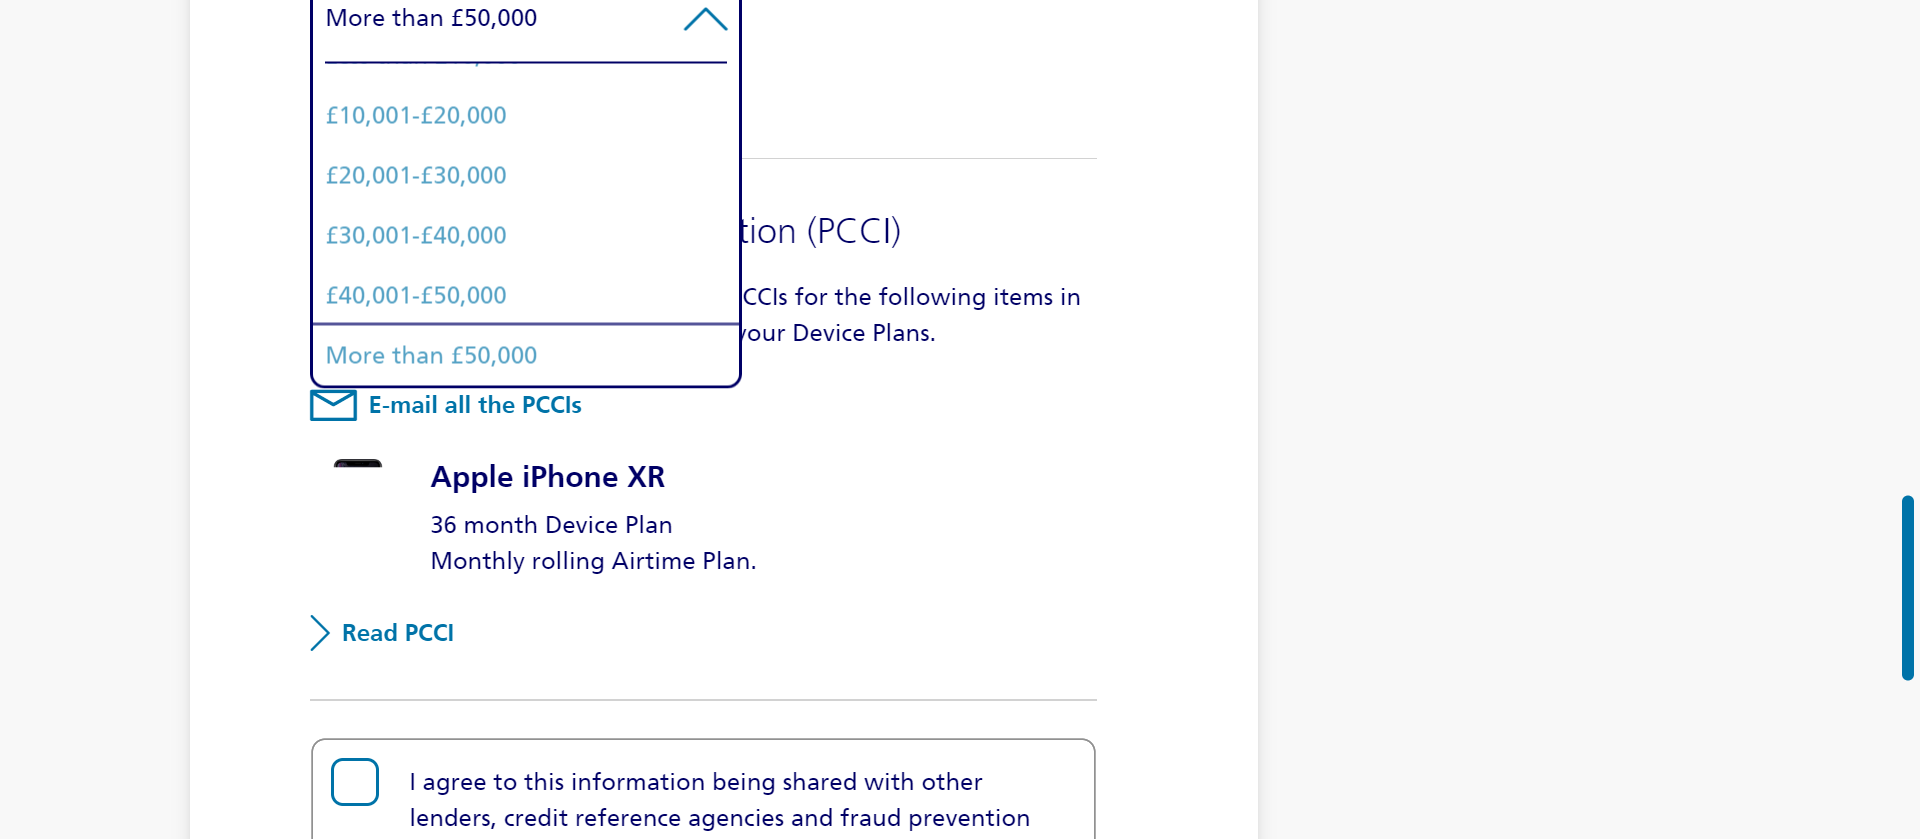 More than £50,000
£10,001-£20,000
£20,001-£30,000
£30,001-£40,000
£40,001-£50,000
More than £50,000
tion (PCCI)
CCIs for the following items in
your Device Plans.
E-mail all the PCCIs
Apple iPhone XR
36 month Device Plan
Monthly rolling Airtime Plan.
Read PCCI
I agree to this information being shared with other
lenders, credit reference agencies and fraud prevention